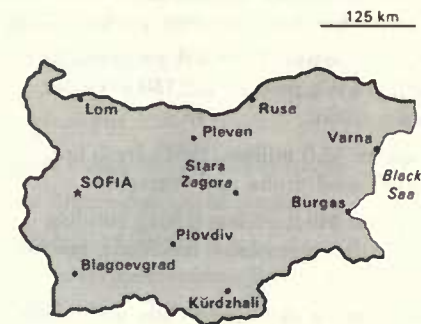 125 km
Lom
Ruse
Pleven
Varna
Stara
Zagora
Black
Sea
SOFIA
Burgas
Plovdiv
Blagoevgrad
Kŭrdzhali